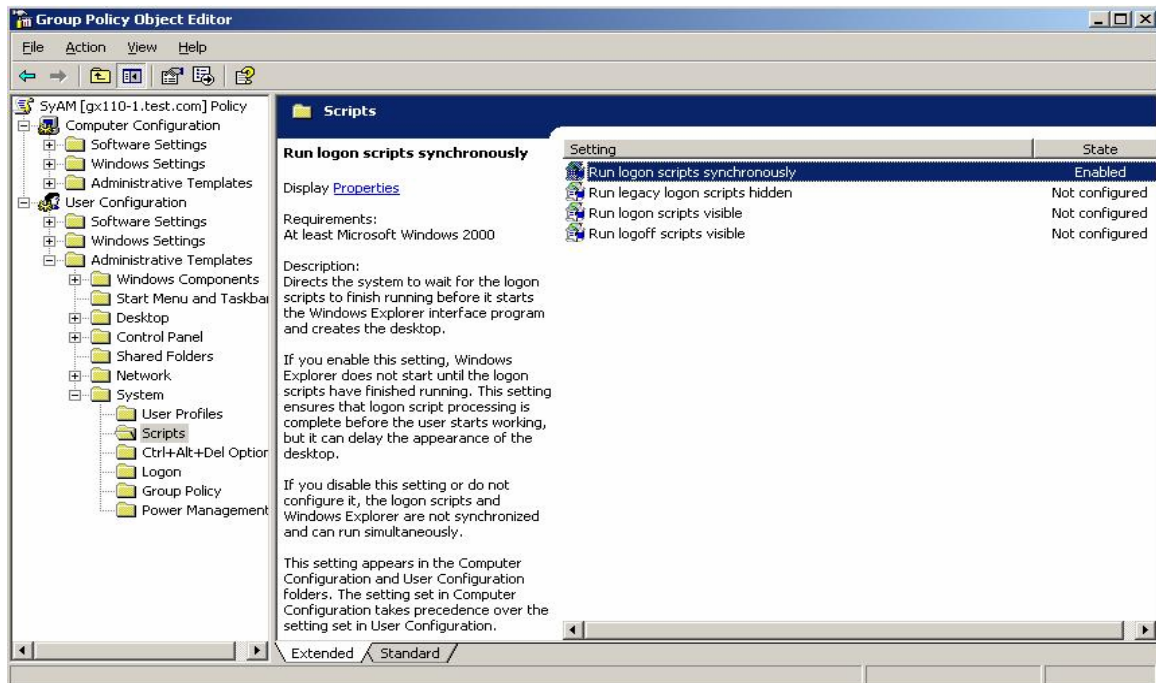 Group Policy Object Editor
File Action View Help
SyAM [gx110-1.test.com] Policy
Computer Configuration
Software Settings
Windows Settings
Administrative Templates
User Configuration
Software Settings
Windows Settings
Administrative Templates
Windows Components
Start Menu and Taskbar
Desktop
Control Panel
Shared Folders
Network
System
User Profiles
Scripts
Ctrl+Alt+Del Option
Logon
Group Policy
Power Management
Scripts
Run logon scripts synchronously
Display Properties
Requirements:
At least Microsoft Windows 2000
Description:
Directs the system to wait for the logon
scripts to finish running before it starts
the Windows Explorer interface program
and creates the desktop.
If you enable this setting, Windows
Explorer does not start until the logon
scripts have finished running. This setting
ensures that logon script processing is
complete before the user starts working,
but it can delay the appearance of the
desktop.
If you disable this setting or do not
configure it, the logon scripts and
Windows Explorer are not synchronized
and can run simultaneously.
This setting appears in the Computer
Configuration and User Configuration
folders. The setting set in Computer
Configuration takes precedence over the
setting set in User Configuration.
Setting State
Run logon scripts synchronously Enabled
Run legacy logon scripts hidden Not configured
Run logon scripts visible Not configured
Run logoff scripts visible Not configured
Extended Standard